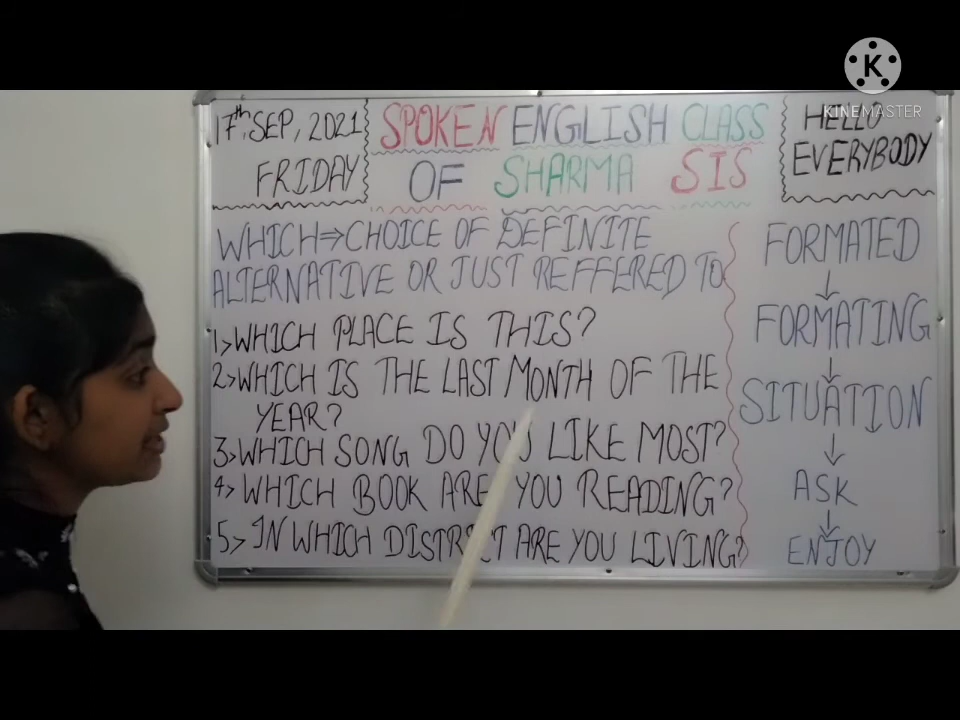 K
KINEMASTER
17th, SEP, 2021
FRIDAY
SPOKEN ENGLISH CLASS
OF SHARMA SIS
HELLO
EVERYBODY
WHICH⇒CHOICE OF DEFINITE
ALTERNATIVE OR JUST REFFERED TO
1>WHICH PLACE IS THIS?
2>WHICH IS THE LAST MONTH OF THE
YEAR?
3>WHICH SONG DO YOU LIKE MOST?
4>WHICH BOOK ARE YOU READING?
5>IN WHICH DISTRICT ARE YOU LIVING?
FORMATED
↓
FORMATING
↓
SITUATION
↓
ASK
↓
ENJOY